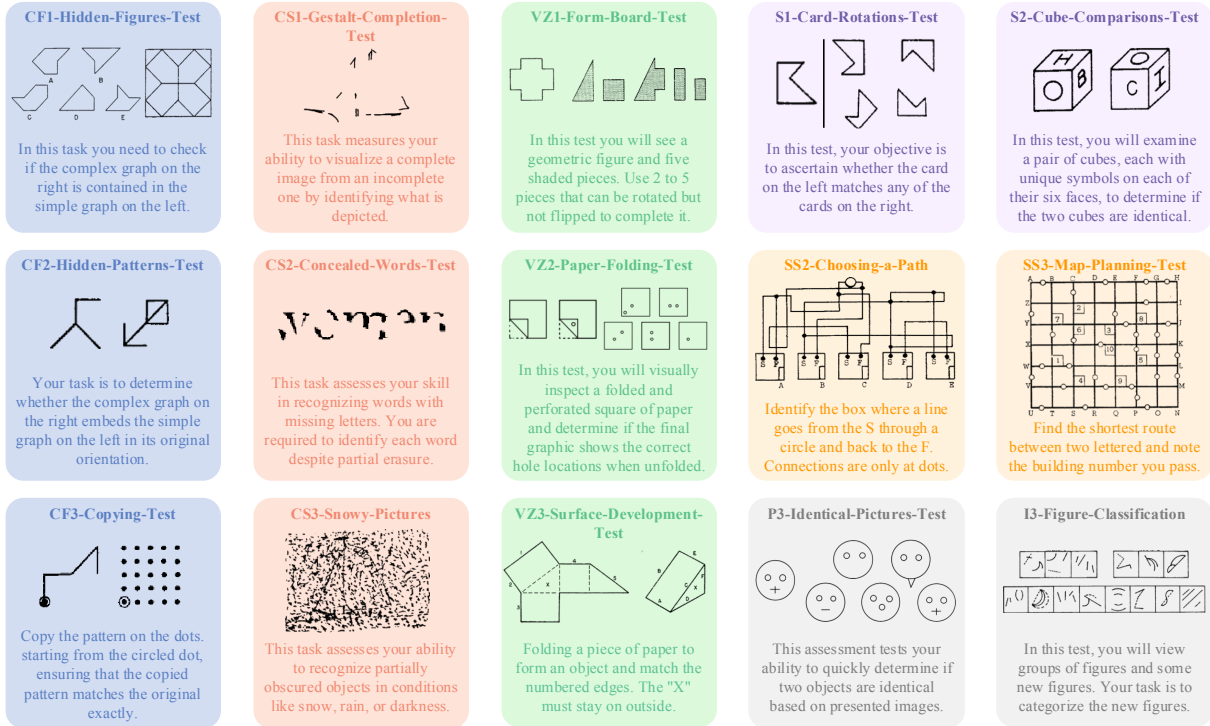 CF1-Hidden-Figures-Test
A
B
C
D
E
In this task you need to check
if the complex graph on the
right is contained in the
simple graph on the left.
CS1-Gestalt-Completion-
Test
This task measures your
ability to visualize a complete
image from an incomplete
one by identifying what is
depicted.
VZ1-Form-Board-Test
In this test you will see a
geometric figure and five
shaded pieces. Use 2 to 5
pieces that can be rotated but
not flipped to complete it.
S1-Card-Rotations-Test
In this test, your objective is
to ascertain whether the card
on the left matches any of the
cards on the right.
S2-Cube-Comparisons-Test
H
B
O
O
C
I
In this test, you will examine
a pair of cubes, each with
unique symbols on each of
their six faces, to determine if
the two cubes are identical.
CF2-Hidden-Patterns-Test
Your task is to determine
whether the complex graph on
the right embeds the simple
graph on the left in its original
orientation.
CS2-Concealed-Words-Test
women
This task assesses your skill
in recognizing words with
missing letters. You are
required to identify each word
despite partial erasure.
VZ2-Paper-Folding-Test
In this test, you will visually
inspect a folded and
perforated square of paper
and determine if the final
graphic shows the correct
hole locations when unfolded.
SS2-Choosing-a-Path
S F S F S F S F S F
A B C D E
Identify the box where a line
goes from the S through a
circle and back to the F.
Connections are only at dots.
SS3-Map-Planning-Test
A B C D E F G H
Z 2 I
Y 7 8 J
6 3
X 10 K
W 1 5 L
V 4 9 M
U T S R Q P O N
Find the shortest route
between two lettered and note
the building number you pass.
CF3-Copying-Test
Copy the pattern on the dots.
starting from the circled dot,
ensuring that the copied
pattern matches the original
exactly.
CS3-Snowy-Pictures
This task assesses your ability
to recognize partially
obscured objects in conditions
like snow, rain, or darkness.
VZ3-Surface-Development-
Test
1
4
2
X
5
3
E
B
F
C
X
A
D
Folding a piece of paper to
form an object and match the
numbered edges. The "X"
must stay on outside.
P3-Identical-Pictures-Test
This assessment tests your
ability to quickly determine if
two objects are identical
based on presented images.
I3-Figure-Classification
In this test, you will view
groups of figures and some
new figures. Your task is to
categorize the new figures.